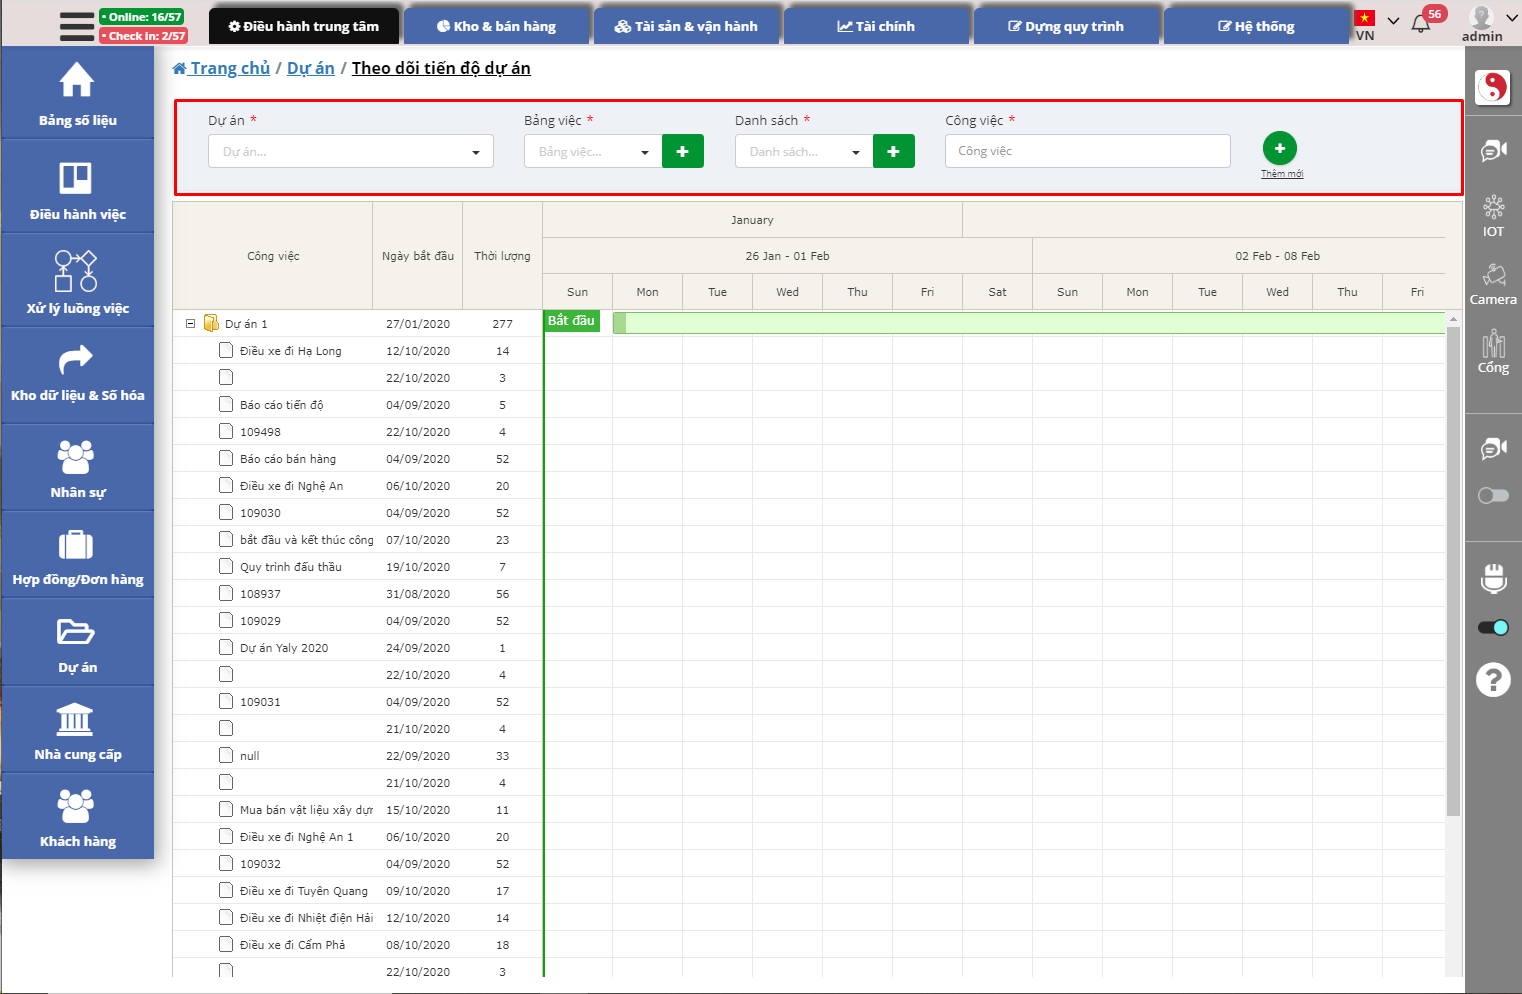 • Online: 16/57
• Check in: 2/57
Điều hành trung tâm
Kho & bán hàng
Tài sản & vận hành
Tài chính
Dựng quy trình
Hệ thống
VN
56
admin
Bảng số liệu
Điều hành việc
Xử lý luồng việc
Kho dữ liệu & Số hóa
Nhân sự
Hợp đồng/Đơn hàng
Dự án
Nhà cung cấp
Khách hàng
Trang chủ / Dự án / Theo dõi tiến độ dự án
Dự án * Bảng việc * Danh sách * Công việc *
Dự án... Bảng việc... Danh sách... Công việc
Thêm mới
Công việc Ngày bắt đầu Thời lượng
January
26 Jan - 01 Feb 02 Feb - 08 Feb
Sun Mon Tue Wed Thu Fri Sat Sun Mon Tue Wed Thu Fri
Dự án 1 27/01/2020 277 Bắt đầu
Điều xe đi Hạ Long 12/10/2020 14
22/10/2020 3
Báo cáo tiến độ 04/09/2020 5
109498 22/10/2020 4
Báo cáo bán hàng 04/09/2020 52
Điều xe đi Nghệ An 06/10/2020 20
109030 04/09/2020 52
bắt đầu và kết thúc công 07/10/2020 23
Quy trình đấu thầu 19/10/2020 7
108937 31/08/2020 56
109029 04/09/2020 52
Dự án Yaly 2020 24/09/2020 1
22/10/2020 4
109031 04/09/2020 52
21/10/2020 4
null 22/09/2020 33
21/10/2020 4
Mua bán vật liệu xây dựn 15/10/2020 11
Điều xe đi Nghệ An 1 06/10/2020 20
109032 04/09/2020 52
Điều xe đi Tuyên Quang 09/10/2020 17
Điều xe đi Nhiệt điện Hải 12/10/2020 14
Điều xe đi Cẩm Phả 08/10/2020 18
22/10/2020 3
IOT
Camera
Cổng